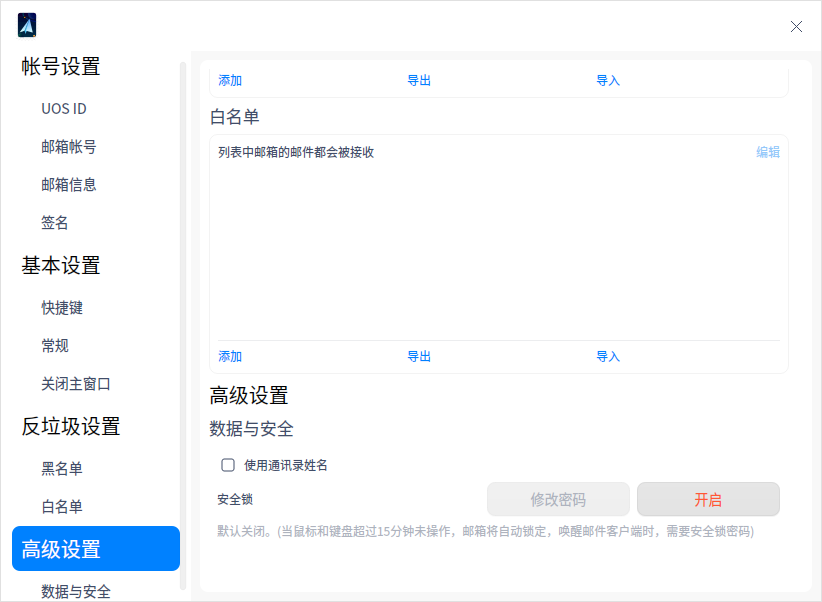 帐号设置
UOS ID
邮箱帐号
邮箱信息
签名
基本设置
快捷键
常规
关闭主窗口
反垃圾设置
黑名单
白名单
高级设置
数据与安全
添加 导出 导入
白名单
列表中邮箱的邮件都会被接收 编辑
添加 导出 导入
高级设置
数据与安全
使用通讯录姓名
安全锁 修改密码 开启
默认关闭。(当鼠标和键盘超过15分钟未操作，邮箱将自动锁定，唤醒邮件客户端时，需要安全锁密码)